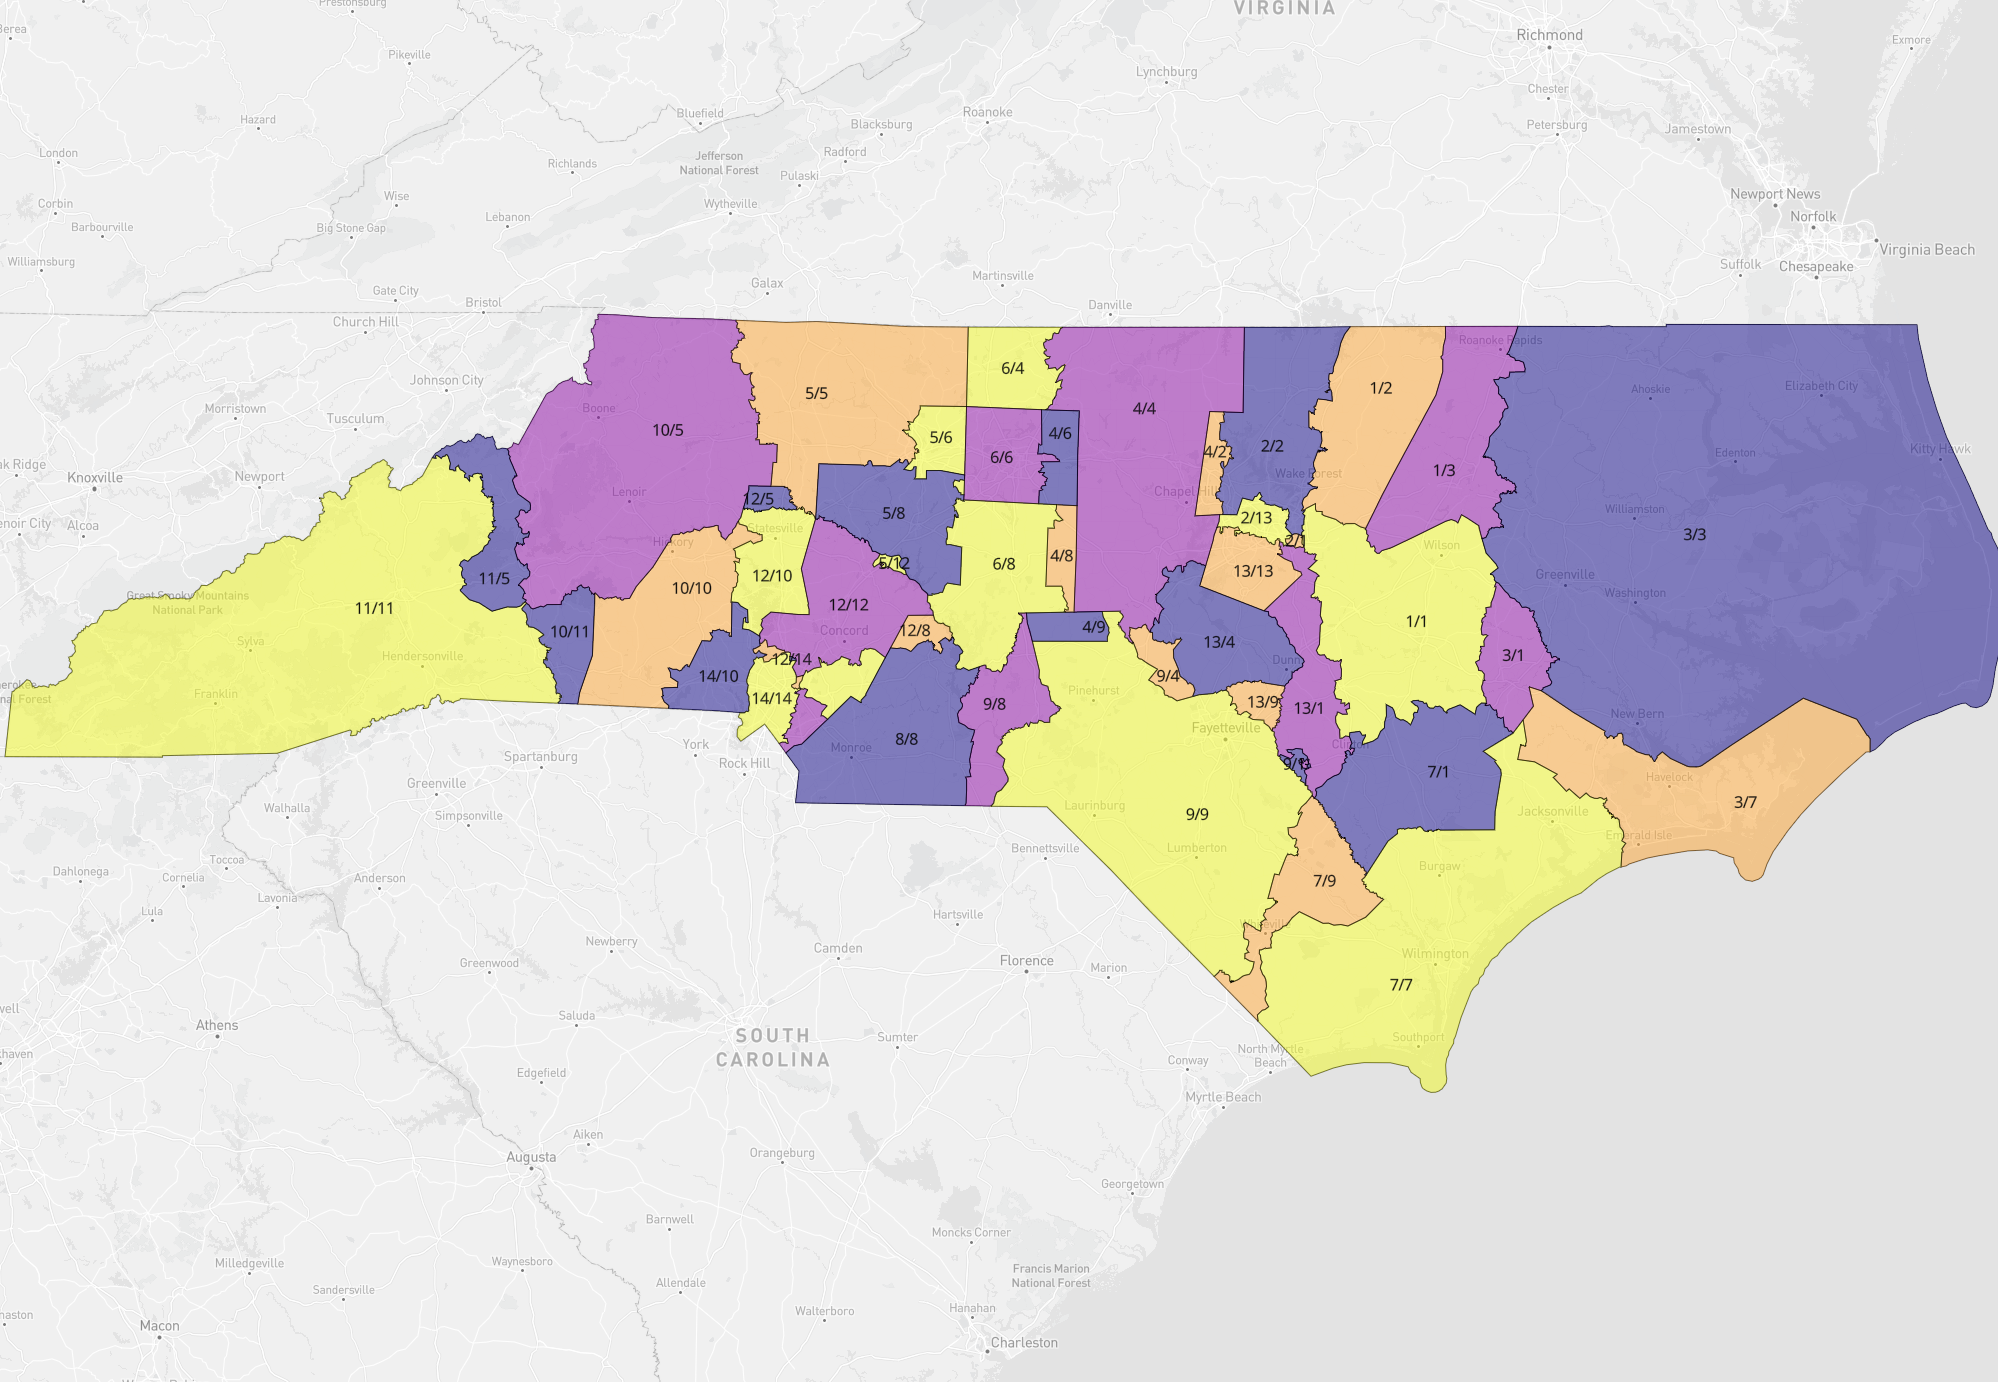 VIRGINIA
Prestonsburg
Berea
Richmond
Exmore
Pikeville
Lynchburg
Chester
Hazard
Bluefield
Roanoke
Blacksburg
Petersburg
Jamestown
London
Richlands
Jefferson
National Forest
Radford
Pulaski
Wise
Newport News
Corbin
Lebanon
Wytheville
Norfolk
Barbourville
Big Stone Gap
Virginia Beach
Williamsburg
Suffolk
Chesapeake
Galax
Martinsville
Gate City
Bristol
Danville
Church Hill
Roanoke Rapids
6/4
Johnson City
5/5
1/2
Ahoskie
Elizabeth City
Morristown
Boone
4/4
Tusculum
10/5
5/6
4/6
2/2
4/2
Kitty Hawk
6/6
Edenton
ak Ridge
Knoxville
Newport
Lenoir
12/5
Wake Forest
1/3
Chapel Hill
enoir City
Alcoa
5/8
2/13
Williamston
Statesville
3/3
Hickory
Wilson
5/12
6/8
4/8
12/10
13/13
Greenville
11/5
10/10
Washington
Great Smoky Mountains
National Park
11/11
12/12
1/1
10/11
Concord
12/8
4/9
13/4
Sylva
Hendersonville
12/14
Dunn
3/1
14/10
9/4
Franklin
14/14
Pinehurst
9/8
13/9
13/1
New Bern
Fayetteville
8/8
York
Monroe
Clinton
Spartanburg
Rock Hill
7/1
Havelock
Greenville
3/7
Walhalla
Laurinburg
9/9
Jacksonville
Simpsonville
Emerald Isle
Lumberton
Bennettsville
Toccoa
Burgaw
Dahlonega
Cornelia
Anderson
7/9
Lavonia
Lula
Hartsville
Whiteville
Newberry
Camden
Wilmington
Greenwood
Florence
Marion
7/7
Saluda
Athens
SOUTH
CAROLINA
Sumter
Southport
North Myrtle
Beach
Conway
Edgefield
Myrtle Beach
Aiken
Orangeburg
Augusta
Georgetown
Barnwell
Moncks Corner
Milledgeville
Waynesboro
Francis Marion
National Forest
Sandersville
Allendale
Walterboro
Hanahan
Macon
Charleston